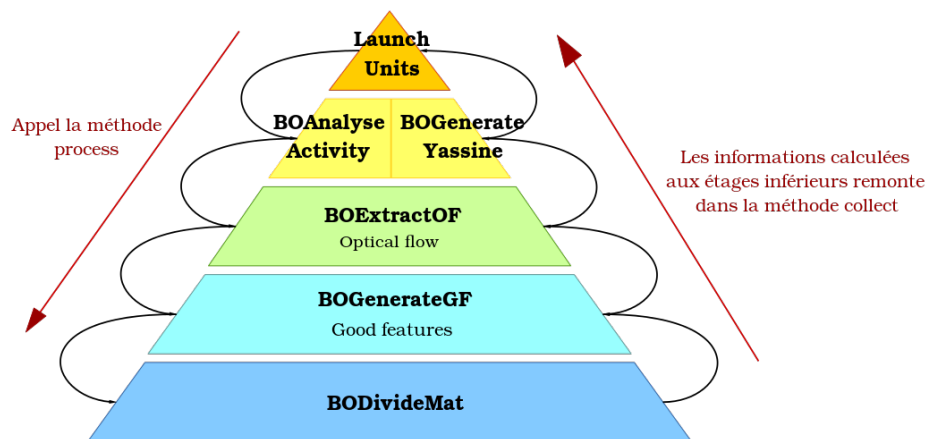 Launch
Units
BOAnalyse
Activity
BOGenerate
Yassine
Appel la méthode
process
Les informations calculées
aux étages inférieurs remonte
dans la méthode collect
BOExtractOF
Optical flow
BOGenerateGF
Good features
BODivideMat